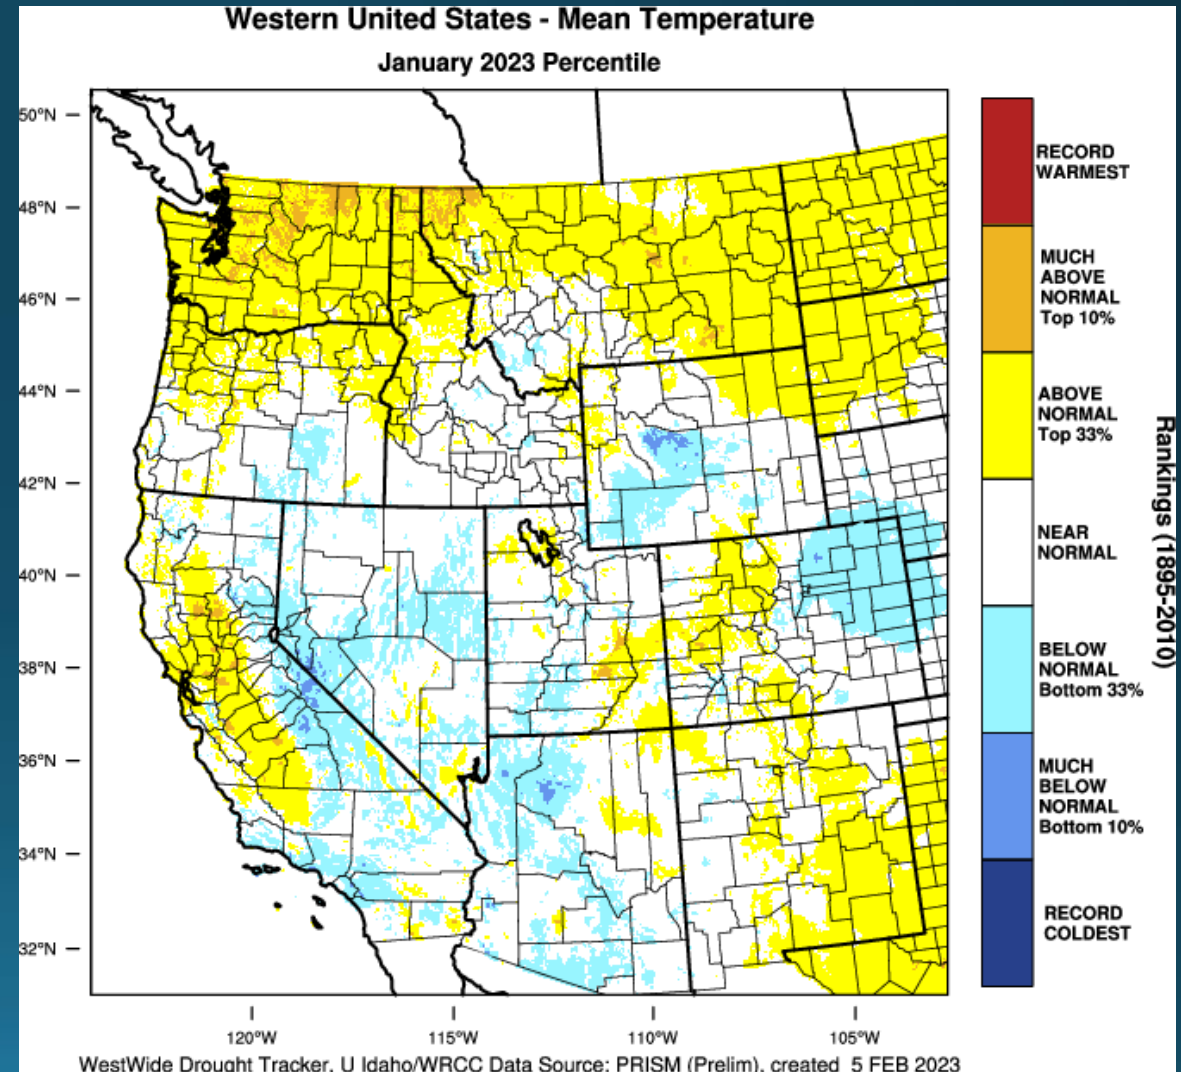 Western United States - Mean Temperature
January 2023 Percentile
50°N
48°N
46°N
44°N
42°N
40°N
38°N
36°N
34°N
32°N
120°W
115°W
110°W
105°W
RECORD
WARMEST
MUCH
ABOVE
NORMAL
Top 10%
ABOVE
NORMAL
Top 33%
NEAR
NORMAL
BELOW
NORMAL
Bottom 33%
MUCH
BELOW
NORMAL
Bottom 10%
RECORD
COLDEST
Rankings (1895-2010)
WestWide Drought Tracker, U Idaho/WRCC Data Source: PRISM (Prelim), created 5 FEB 2023